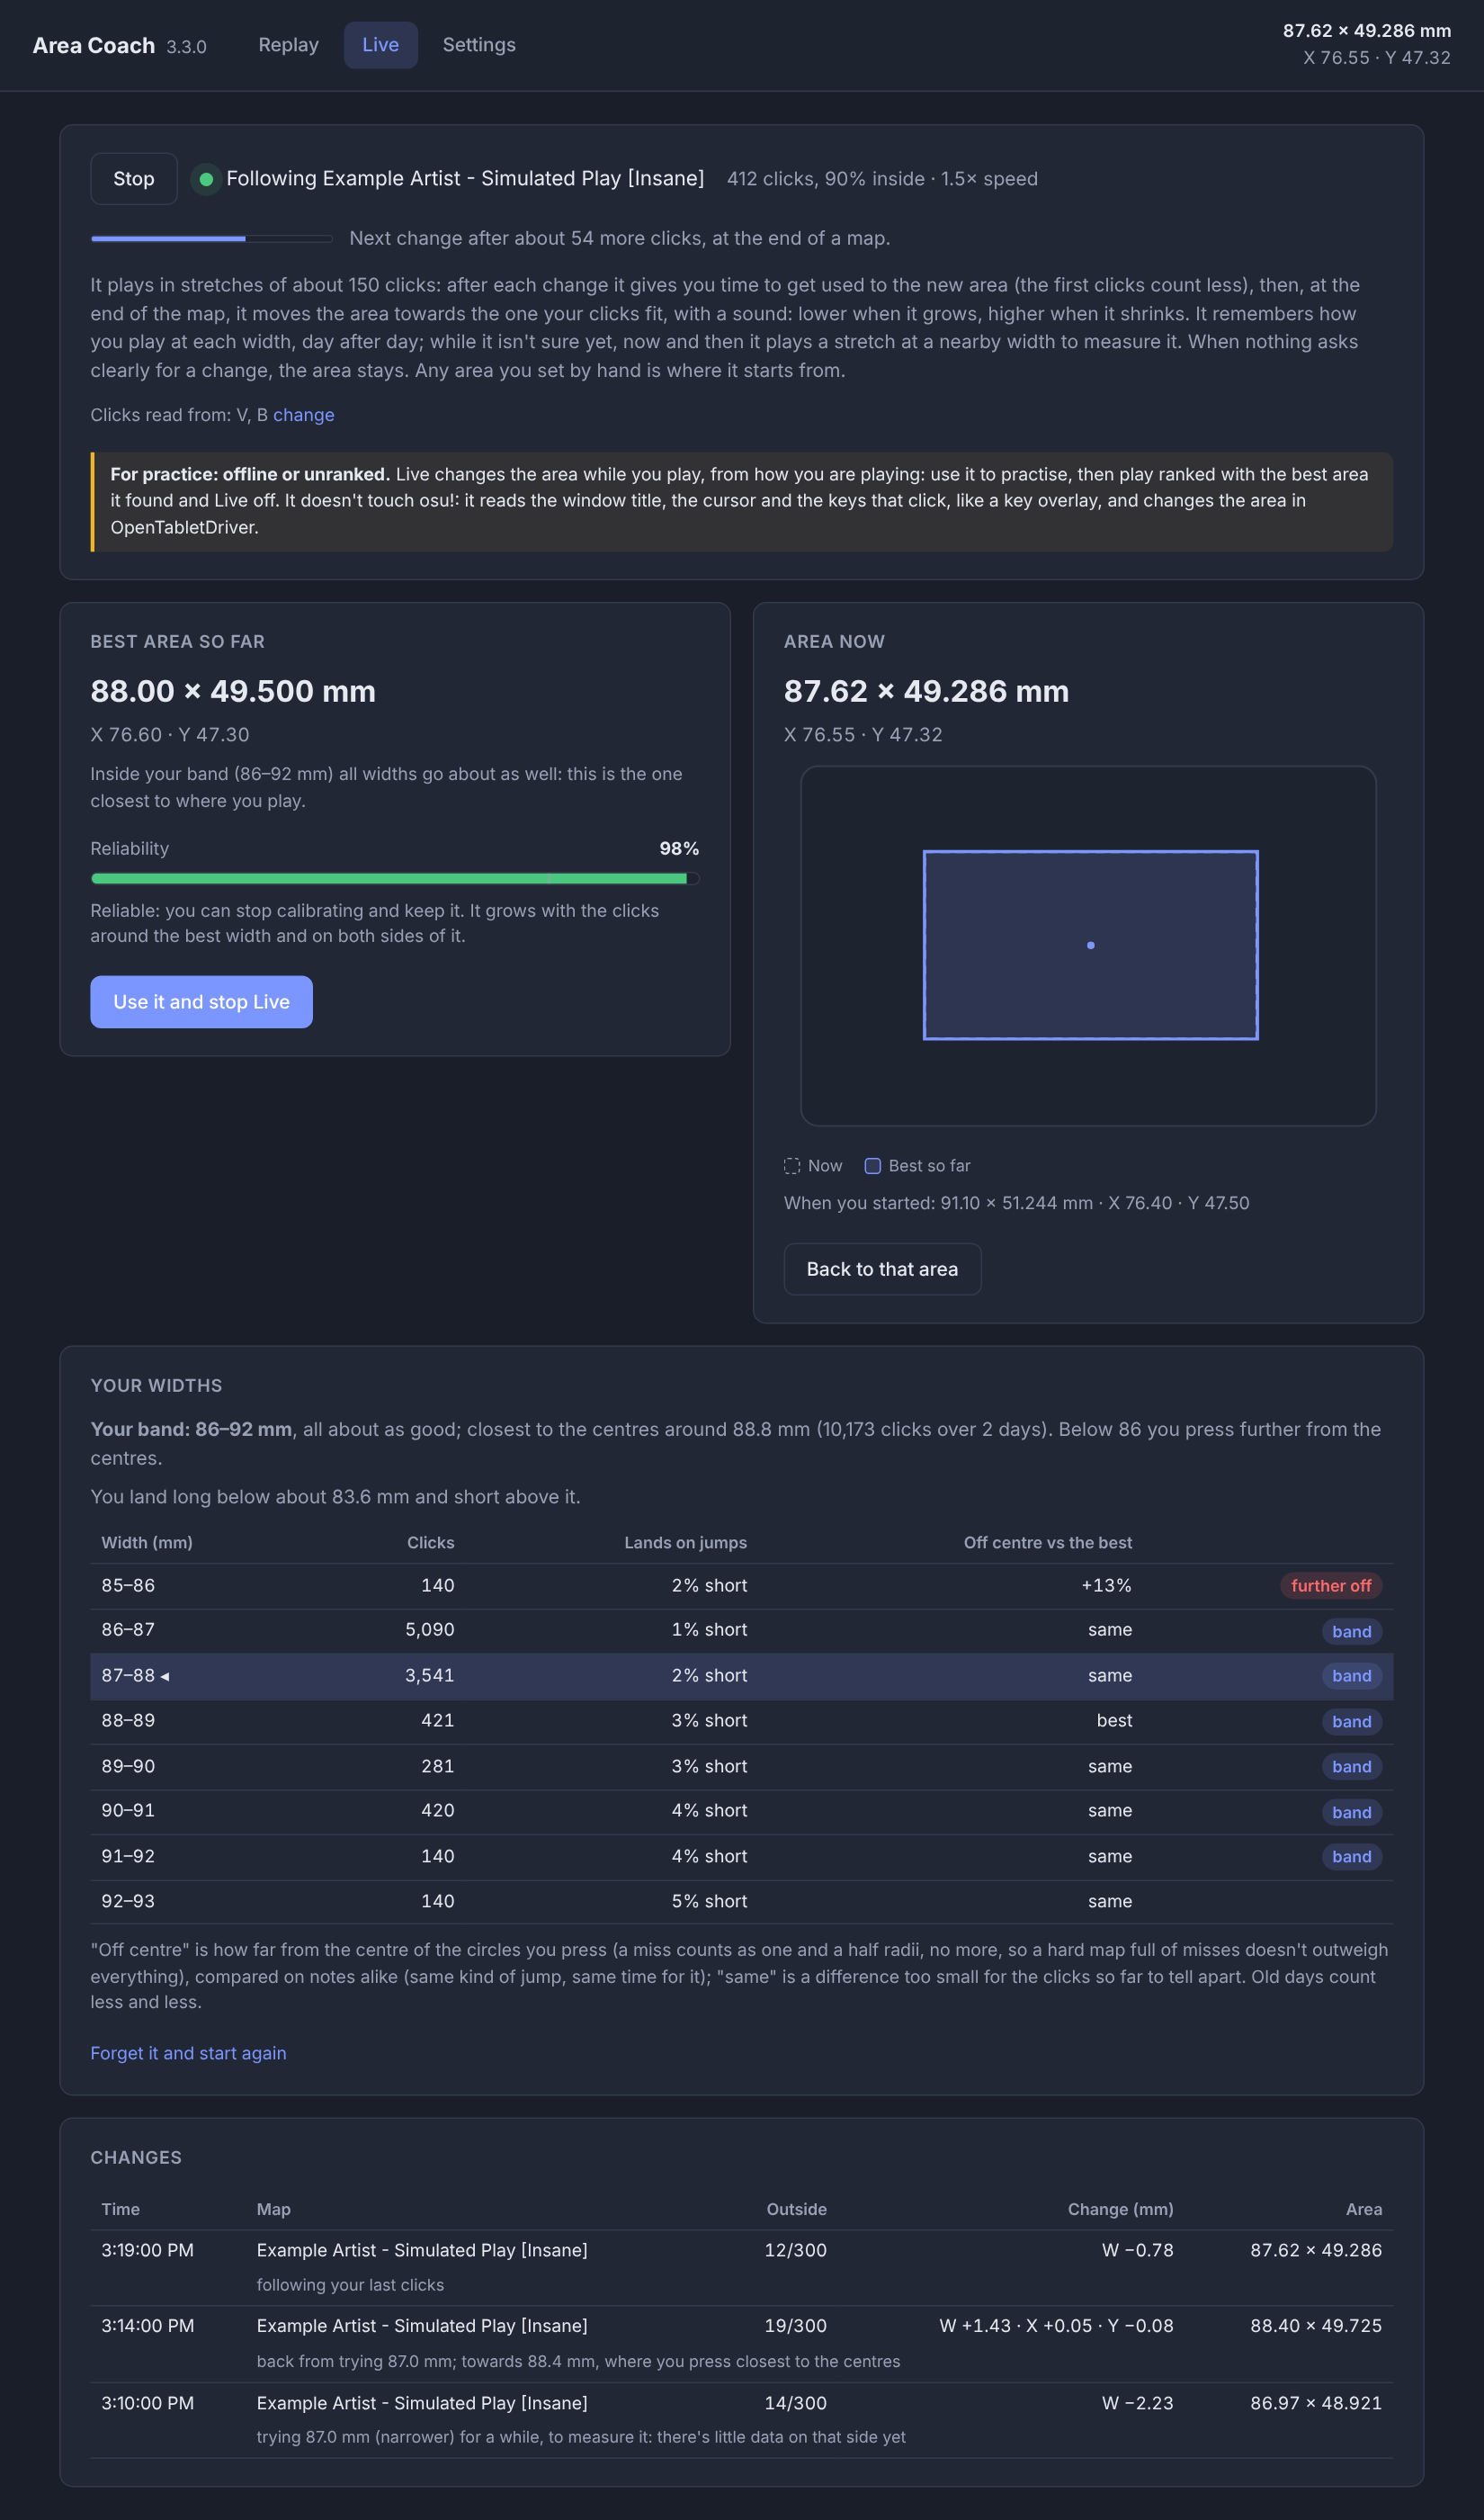 Area Coach 3.3.0 Replay Live Settings
87.62 × 49.286 mm
X 76.55 · Y 47.32
Stop Following Example Artist - Simulated Play [Insane] 412 clicks, 90% inside · 1.5× speed
Next change after about 54 more clicks, at the end of a map.
It plays in stretches of about 150 clicks: after each change it gives you time to get used to the new area (the first clicks count less), then, at the
end of the map, it moves the area towards the one your clicks fit, with a sound: lower when it grows, higher when it shrinks. It remembers how
you play at each width, day after day; while it isn't sure yet, now and then it plays a stretch at a nearby width to measure it. When nothing asks
clearly for a change, the area stays. Any area you set by hand is where it starts from.
Clicks read from: V, B change
For practice: offline or unranked. Live changes the area while you play, from how you are playing: use it to practise, then play ranked with the best area
it found and Live off. It doesn't touch osu!: it reads the window title, the cursor and the keys that click, like a key overlay, and changes the area in
OpenTabletDriver.
BEST AREA SO FAR
88.00 × 49.500 mm
X 76.60 · Y 47.30
Inside your band (86–92 mm) all widths go about as well: this is the one
closest to where you play.
Reliability 98%
Reliable: you can stop calibrating and keep it. It grows with the clicks
around the best width and on both sides of it.
Use it and stop Live
AREA NOW
87.62 × 49.286 mm
X 76.55 · Y 47.32
Now Best so far
When you started: 91.10 × 51.244 mm · X 76.40 · Y 47.50
Back to that area
YOUR WIDTHS
Your band: 86–92 mm, all about as good; closest to the centres around 88.8 mm (10,173 clicks over 2 days). Below 86 you press further from the
centres.
You land long below about 83.6 mm and short above it.
Width (mm) Clicks Lands on jumps Off centre vs the best
85–86 140 2% short +13% further off
86–87 5,090 1% short same band
87–88 ◂ 3,541 2% short same band
88–89 421 3% short best band
89–90 281 3% short same band
90–91 420 4% short same band
91–92 140 4% short same band
92–93 140 5% short same
"Off centre" is how far from the centre of the circles you press (a miss counts as one and a half radii, no more, so a hard map full of misses doesn't outweigh
everything), compared on notes alike (same kind of jump, same time for it); "same" is a difference too small for the clicks so far to tell apart. Old days count
less and less.
Forget it and start again
CHANGES
Time Map Outside Change (mm) Area
3:19:00 PM Example Artist - Simulated Play [Insane] 12/300 W −0.78 87.62 × 49.286
following your last clicks
3:14:00 PM Example Artist - Simulated Play [Insane] 19/300 W +1.43 · X +0.05 · Y −0.08 88.40 × 49.725
back from trying 87.0 mm; towards 88.4 mm, where you press closest to the centres
3:10:00 PM Example Artist - Simulated Play [Insane] 14/300 W −2.23 86.97 × 48.921
trying 87.0 mm (narrower) for a while, to measure it: there's little data on that side yet